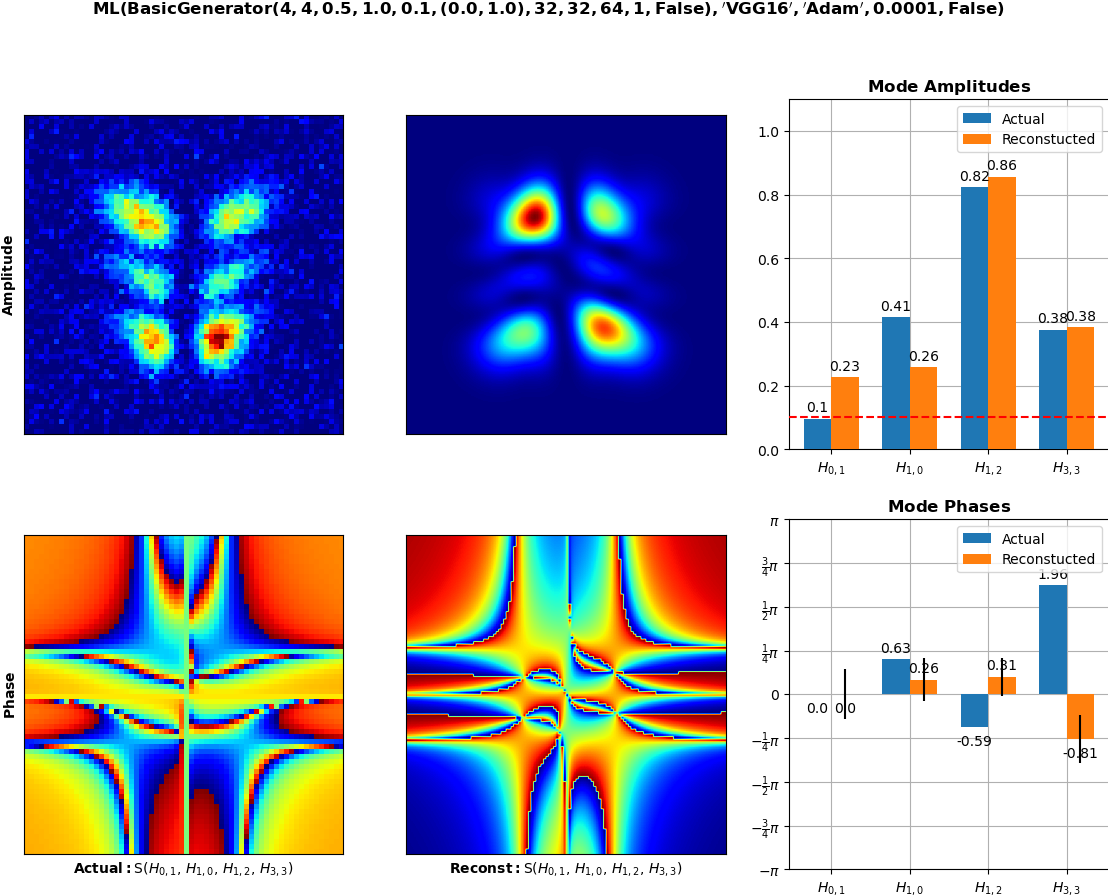 ML(BasicGenerator(4, 4, 0.5, 1.0, 0.1, (0.0, 1.0), 32, 32, 64, 1, False), ′VGG16′, ′Adam′, 0.0001, False)
Amplitude
Mode Amplitudes
Actual
Reconstucted
1.0
0.8
0.6
0.4
0.2
0.0
0.1
0.23
0.41
0.26
0.82
0.86
0.38
0.38
H0, 1
H1, 0
H1, 2
H3, 3
Phase
Actual: S(H0, 1, H1, 0, H1, 2, H3, 3)
Reconst: S(H0, 1, H1, 0, H1, 2, H3, 3)
Mode Phases
Actual
Reconstucted
π
3/4π
1/2π
1/4π
0
−1/4π
−1/2π
−3/4π
−π
0.0
0.0
0.63
0.26
-0.59
0.31
1.96
-0.81
H0, 1
H1, 0
H1, 2
H3, 3